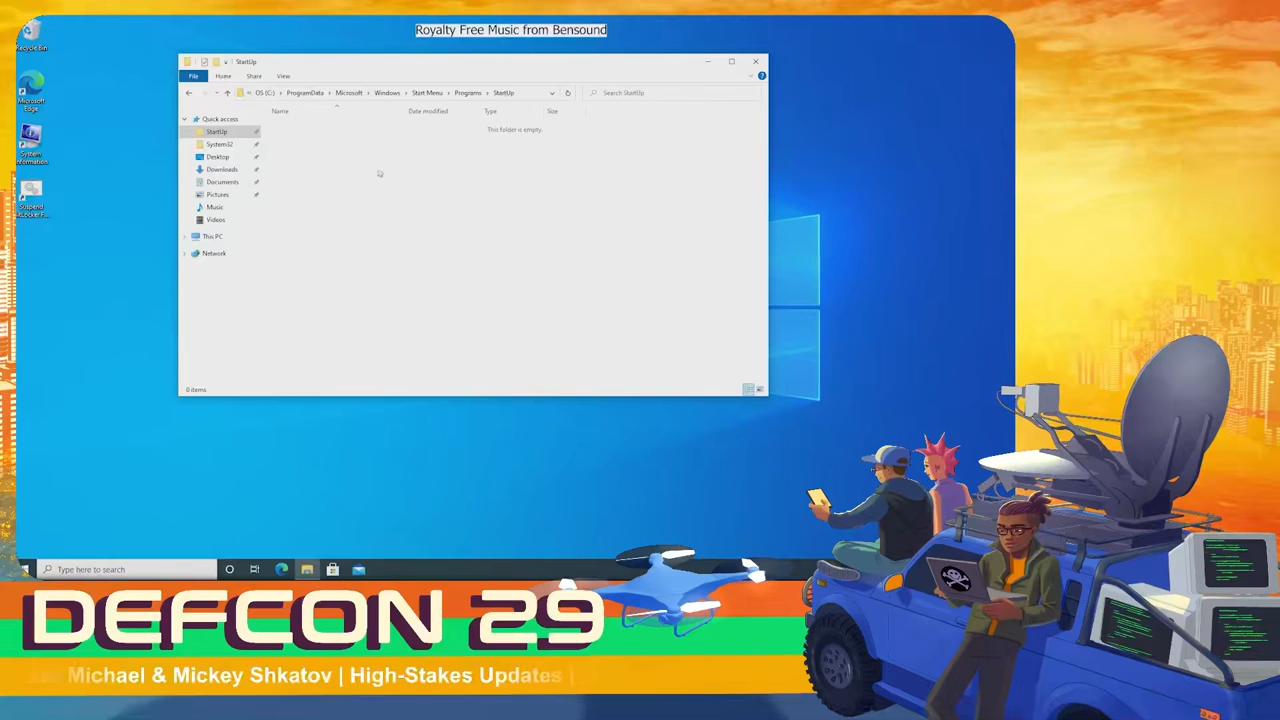 Royalty Free Music from Bensound
Recycle Bin
Microsoft
Edge
System
Information
Suspend
StartUp
File Home Share View
OS (C:) › ProgramData › Microsoft › Windows › Start Menu › Programs › StartUp
Search StartUp
Name Date modified Type Size
This folder is empty.
Quick access
StartUp
System32
Desktop
Downloads
Documents
Pictures
Music
Videos
This PC
Network
0 items
Type here to search
DEFCON 29
Michael & Mickey Shkatov | High-Stakes Updates |